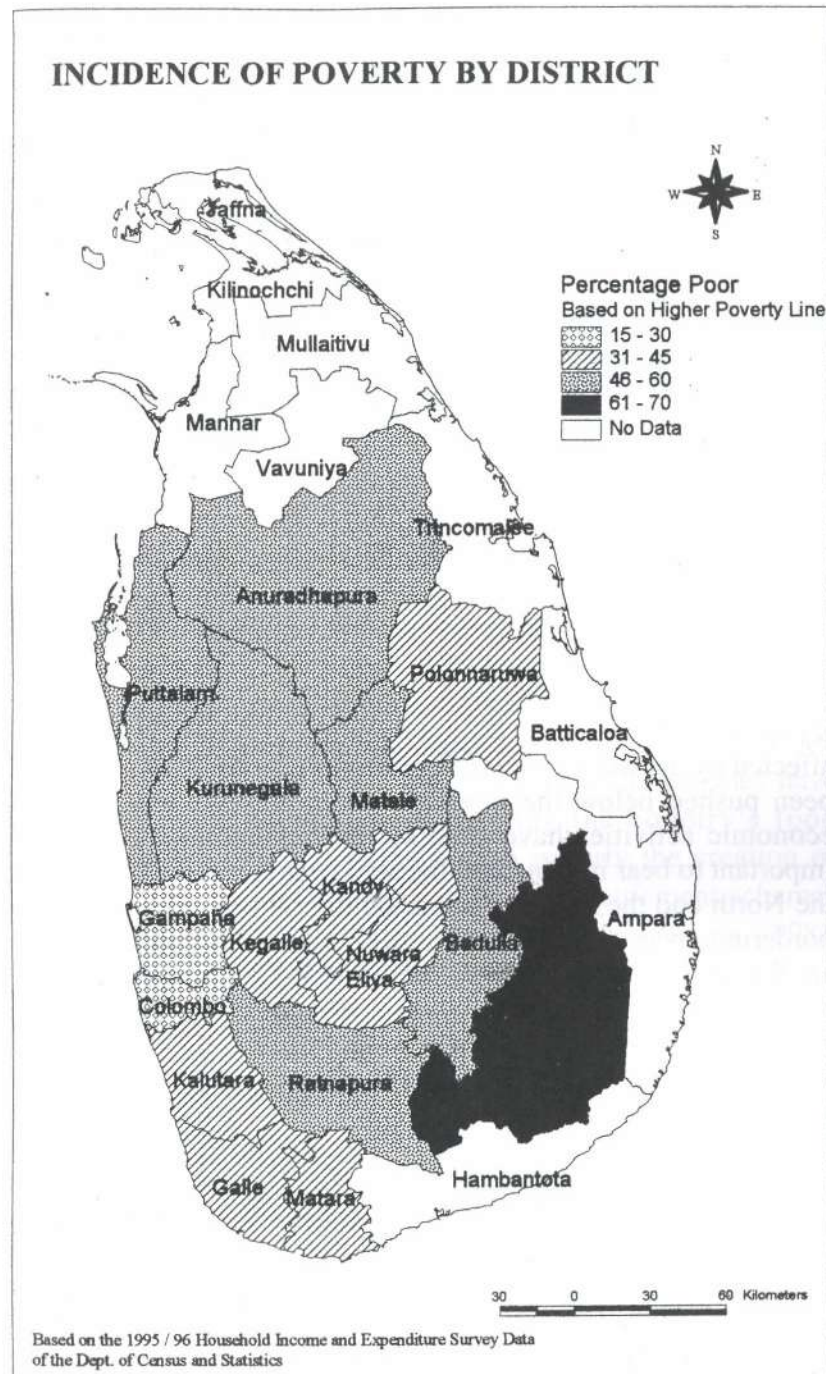 INCIDENCE OF POVERTY BY DISTRICT
N
W E
S
Jaffna
Kilinochchi
Mullaitivu
Mannar
Vavuniya
Trincomalee
Anuradhapura
Polonnaruwa
Puttalam
Batticaloa
Kurunegala
Matale
Kandy
Gampaha
Kegalle
Nuwara
Eliya
Badulla
Ampara
Colombo
Kalutara
Ratnapura
Hambantota
Galle
Matara
Percentage Poor
Based on Higher Poverty Line
15 - 30
31 - 45
46 - 60
61 - 70
No Data
30 0 30 60 Kilometers
Based on the 1995 / 96 Household Income and Expenditure Survey Data
of the Dept. of Census and Statistics